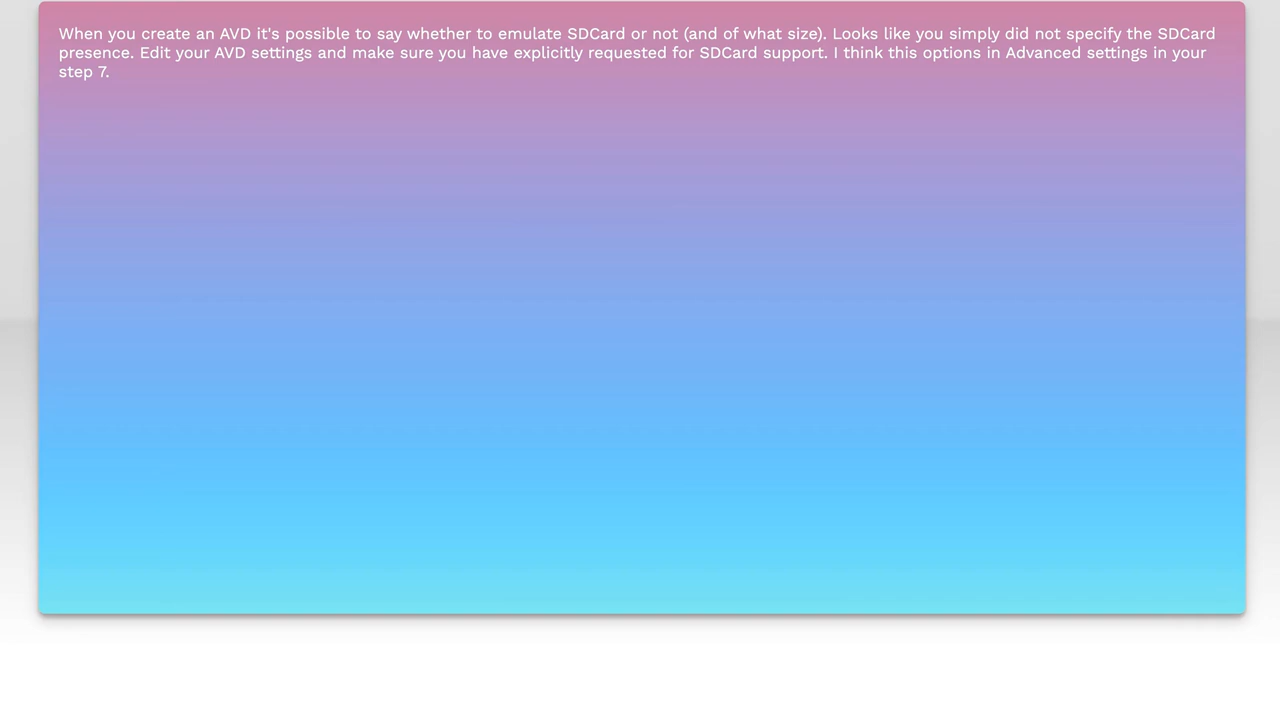 When you create an AVD it's possible to say whether to emulate SDCard or not (and of what size). Looks like you simply did not specify the SDCard
presence. Edit your AVD settings and make sure you have explicitly requested for SDCard support. I think this options in Advanced settings in your
step 7.